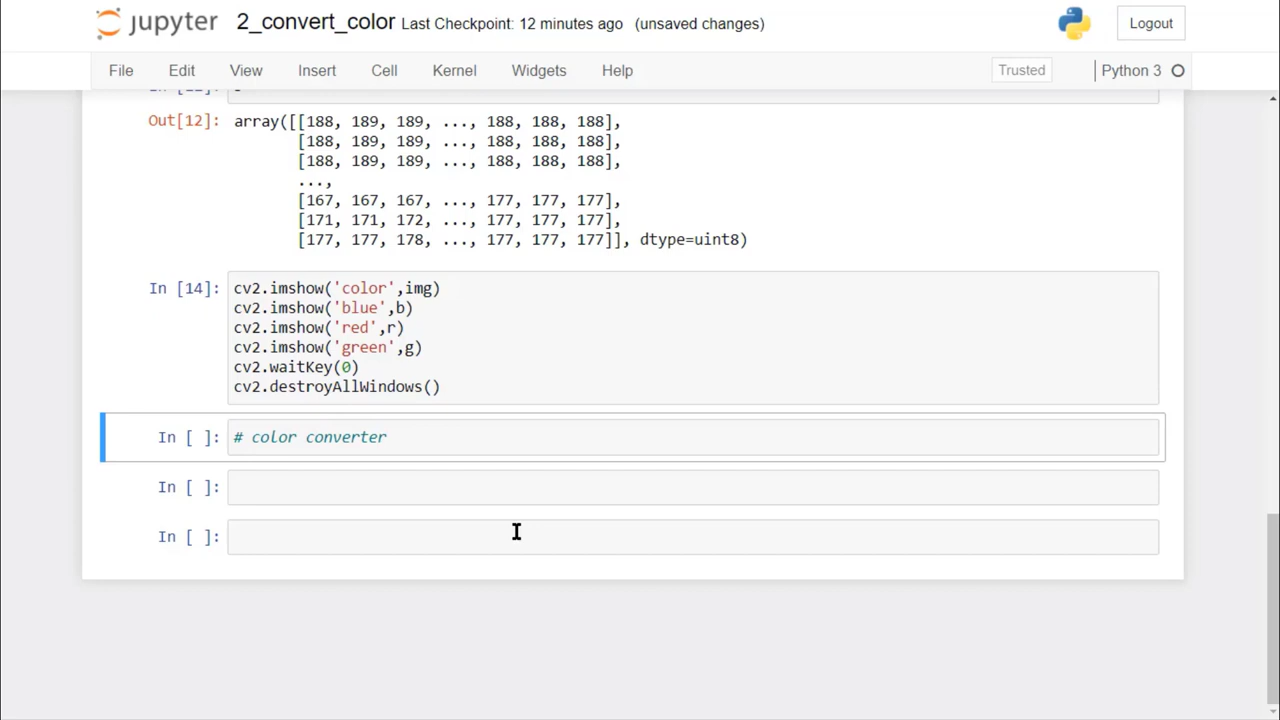 jupyter 2_convert_color Last Checkpoint: 12 minutes ago (unsaved changes) Logout
File Edit View Insert Cell Kernel Widgets Help Trusted Python 3
Out[12]: array([[188, 189, 189, ..., 188, 188, 188],
[188, 189, 189, ..., 188, 188, 188],
[188, 189, 189, ..., 188, 188, 188],
...,
[167, 167, 167, ..., 177, 177, 177],
[171, 171, 172, ..., 177, 177, 177],
[177, 177, 178, ..., 177, 177, 177]], dtype=uint8)
In [14]: cv2.imshow('color',img)
cv2.imshow('blue',b)
cv2.imshow('red',r)
cv2.imshow('green',g)
cv2.waitKey(0)
cv2.destroyAllWindows()
In [ ]: # color converter
In [ ]:
In [ ]: